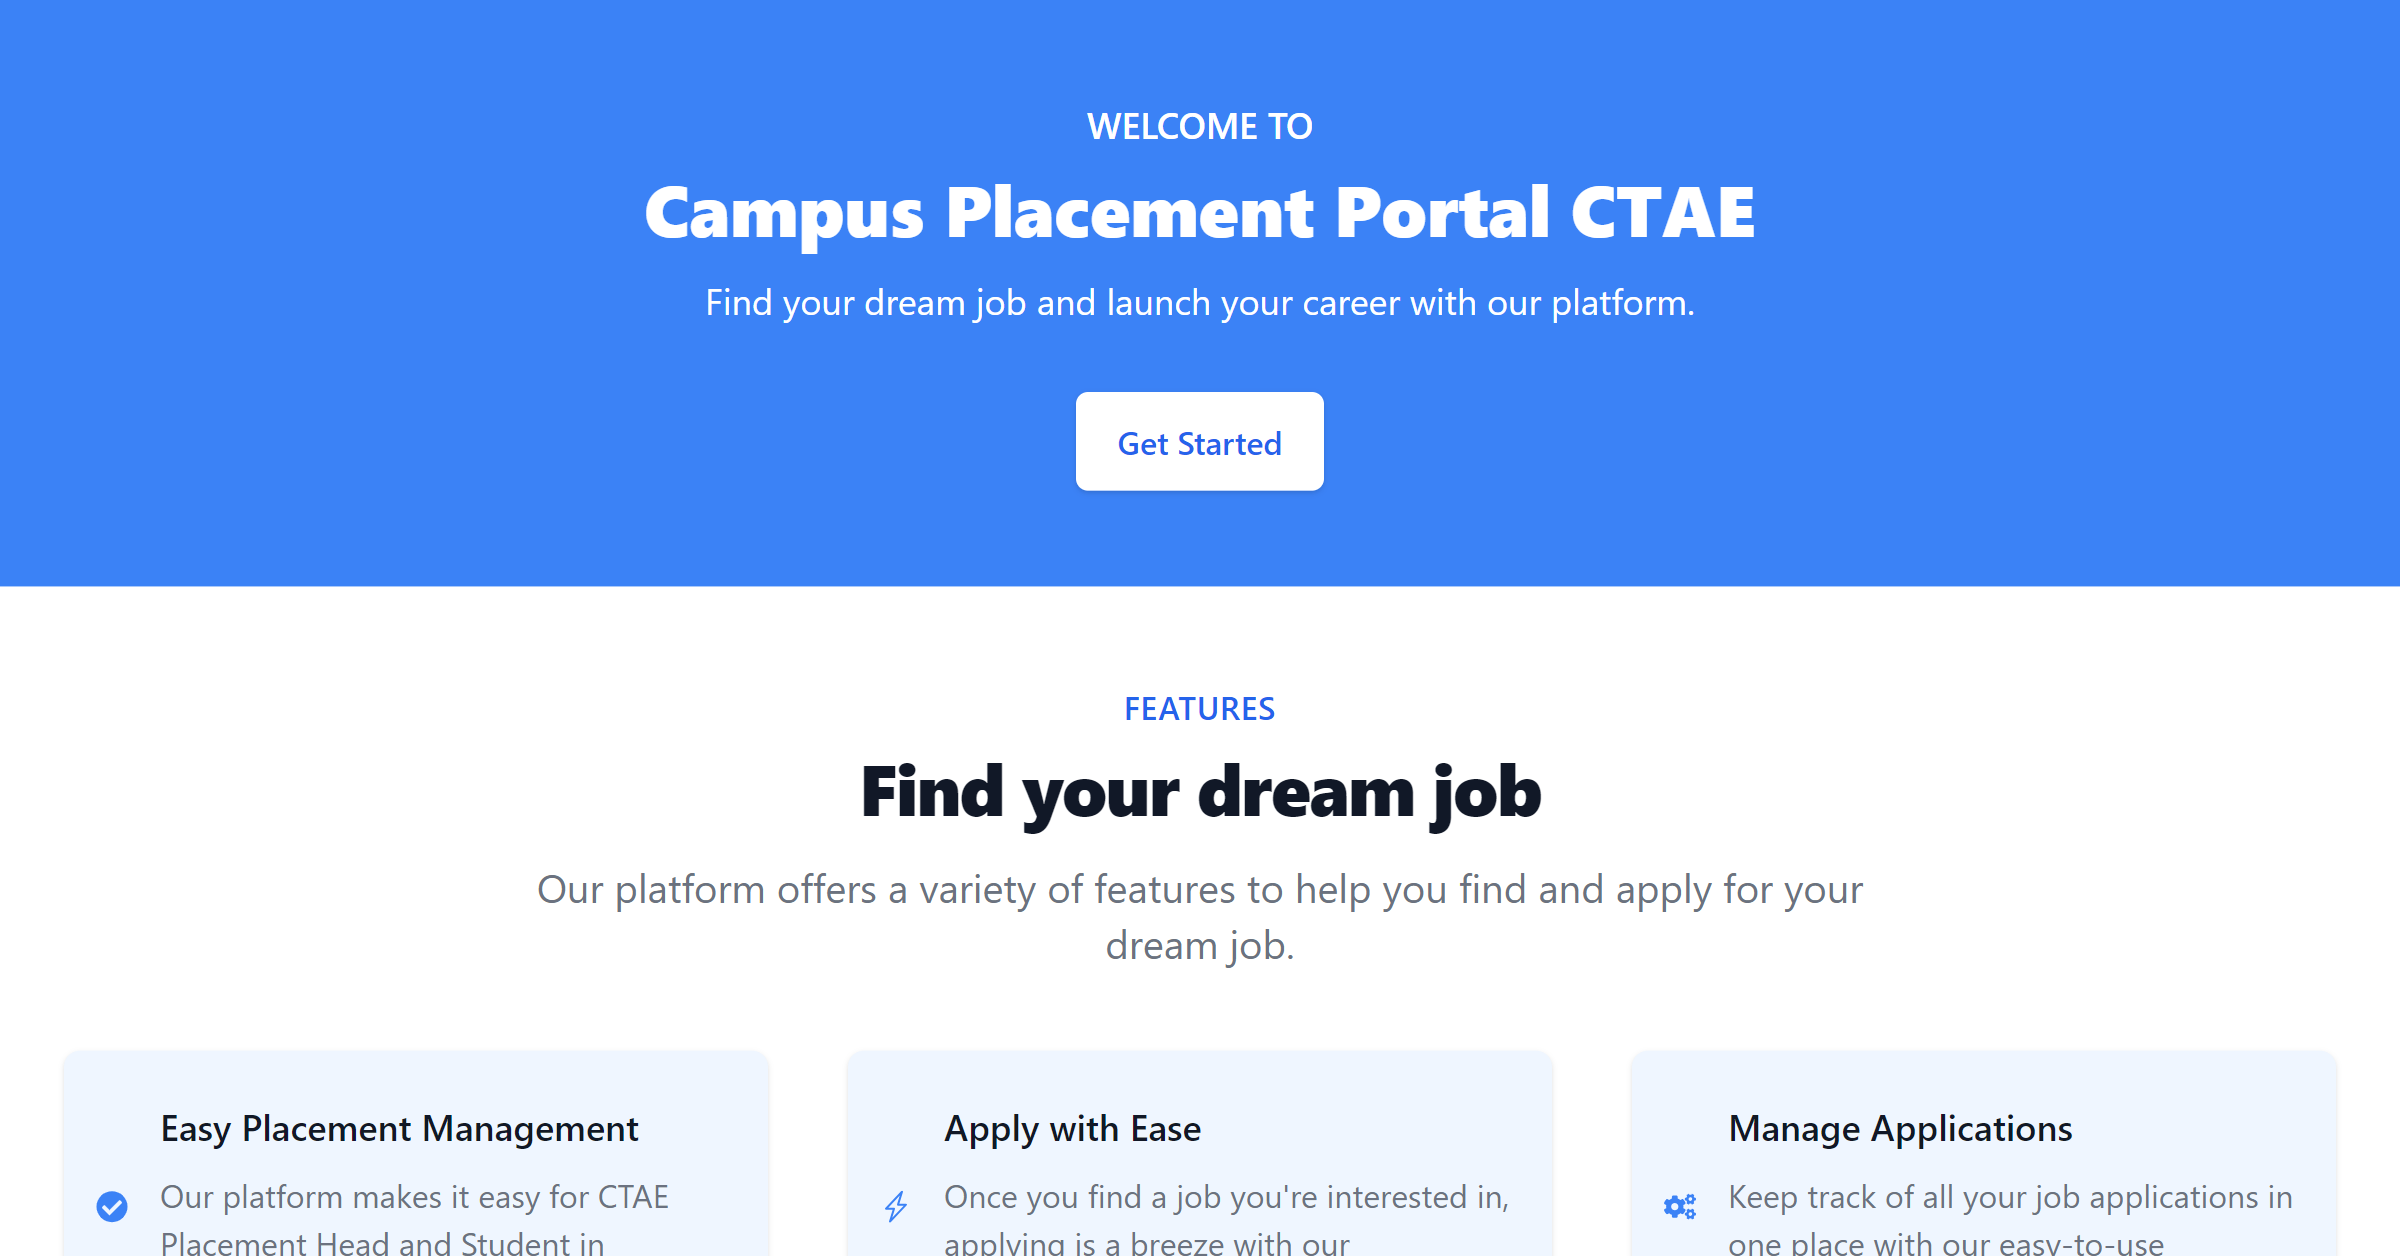 WELCOME TO
Campus Placement Portal CTAE
Find your dream job and launch your career with our platform.
Get Started
FEATURES
Find your dream job
Our platform offers a variety of features to help you find and apply for your
dream job.
Easy Placement Management
Our platform makes it easy for CTAE
Placement Head and Student in
Apply with Ease
Once you find a job you're interested in,
applying is a breeze with our
Manage Applications
Keep track of all your job applications in
one place with our easy-to-use